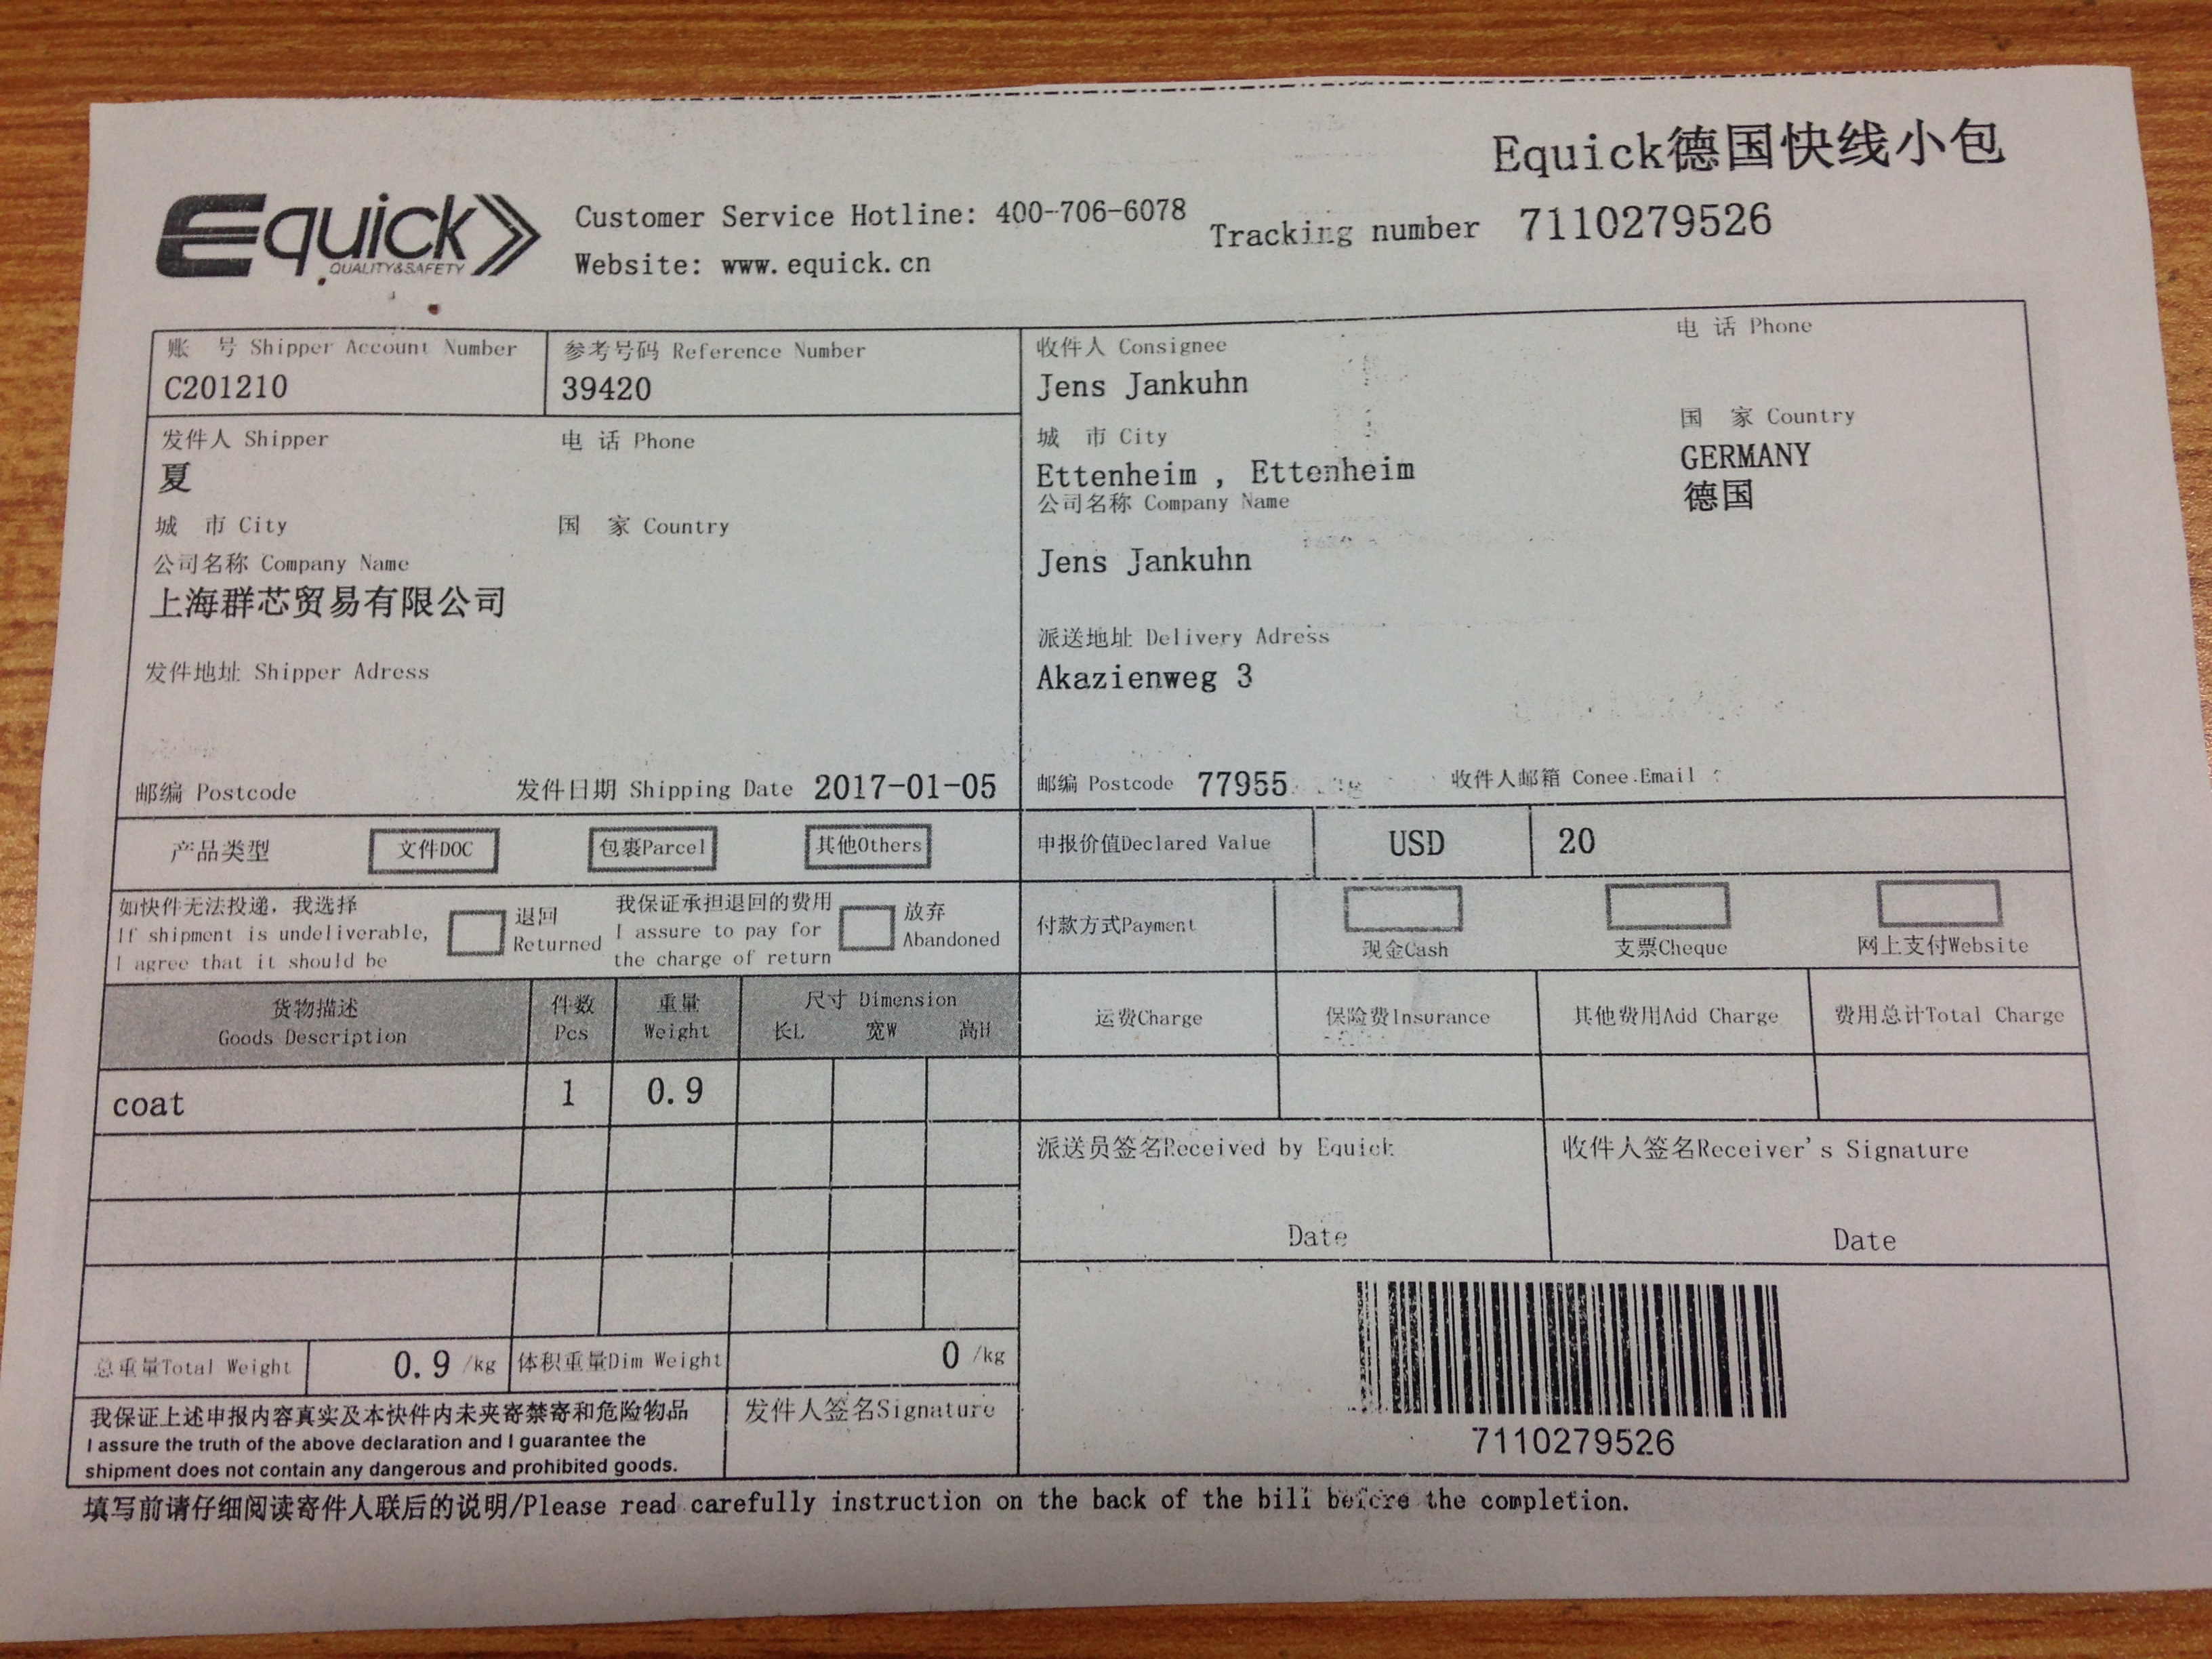 Equick德国快线小包
Equick
QUALITY&SAFETY
Customer Service Hotline: 400-706-6078
Website: www.equick.cn
Tracking number 7110279526
账 号 Shipper Account Number
C201210
参考号码 Reference Number
39420
发件人 Shipper
夏
电 话 Phone
城 市 City
国 家 Country
公司名称 Company Name
上海群芯贸易有限公司
发件地址 Shipper Adress
邮编 Postcode
发件日期 Shipping Date 2017-01-05
收件人 Consignee
Jens Jankuhn
电 话 Phone
城 市 City
Ettenheim , Ettenheim
国 家 Country
GERMANY
德国
公司名称 Company Name
Jens Jankuhn
派送地址 Delivery Adress
Akazienweg 3
邮编 Postcode 77955
收件人邮箱 Conee.Email
产品类型
文件DOC
包裹Parcel
其他Others
申报价值Declared Value
USD
20
如快件无法投递, 我选择
If shipment is undeliverable,
I agree that it should be
退回
Returned
我保证承担退回的费用
I assure to pay for
the charge of return
放弃
Abandoned
付款方式Payment
现金Cash
支票Cheque
网上支付Website
货物描述
Goods Description
件数
Pcs
重量
Weight
尺寸 Dimension
长L 宽W 高H
运费Charge
保险费Insurance
其他费用Add Charge
费用总计Total Charge
coat
1
0.9
派送员签名Received by Equick
Date
收件人签名Receiver's Signature
Date
总重量Total Weight
0.9 /kg
体积重量Dim Weight
0 /kg
我保证上述申报内容真实及本快件内未夹寄禁寄和危险物品
I assure the truth of the above declaration and I guarantee the
shipment does not contain any dangerous and prohibited goods.
发件人签名Signature
7110279526
填写前请仔细阅读寄件人联后的说明/Please read carefully instruction on the back of the bill before the completion.